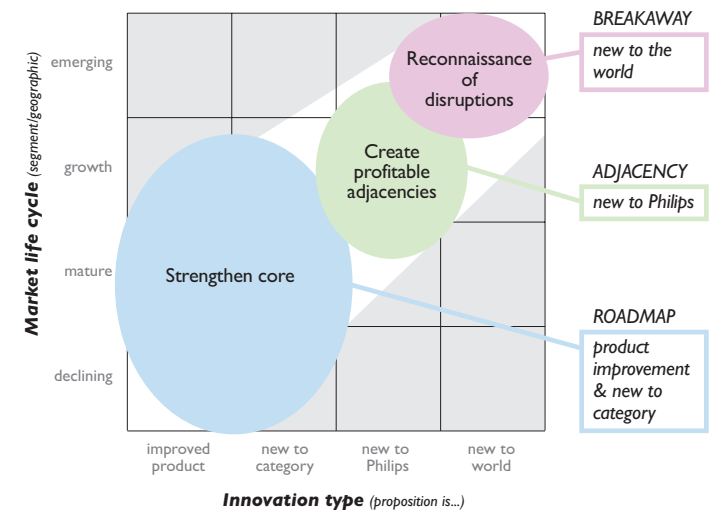 BREAKAWAY
new to the
world
Reconnaissance
of
disruptions
emerging
Create
profitable
adjacencies
growth
ADJACENCY
new to Philips
Market life cycle (segment/geographic)
mature
Strengthen core
ROADMAP
product
improvement
& new to
category
declining
improved
product
new to
category
new to
Philips
new to
world
Innovation type (proposition is...)